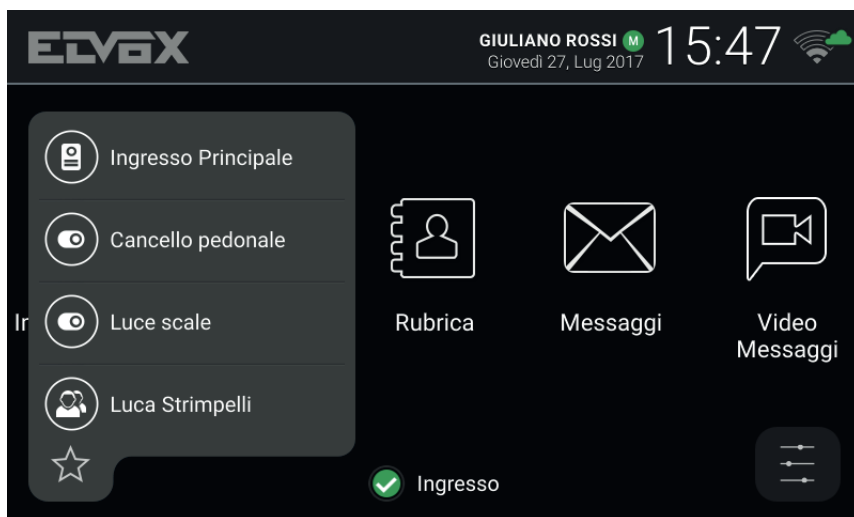 ELVOX
GIULIANO ROSSI M
Giovedì 27, Lug 2017
15:47
Ingresso Principale
Cancello pedonale
Luce scale
Luca Strimpelli
Rubrica
Messaggi
Video
Messaggi
Ingresso